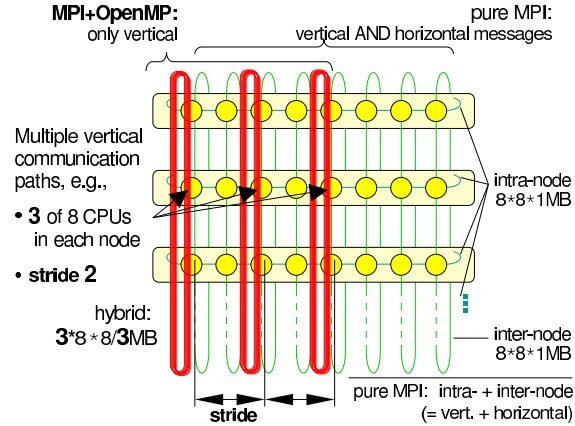 MPI+OpenMP:
only vertical
pure MPI:
vertical AND horizontal messages
Multiple vertical
communication
paths, e.g.,
• 3 of 8 CPUs
in each node
• stride 2
hybrid:
3*8*8/3MB
intra-node
8*8*1MB
inter-node
8*8*1MB
pure MPI: intra- + inter-node
(= vert. + horizontal)
stride